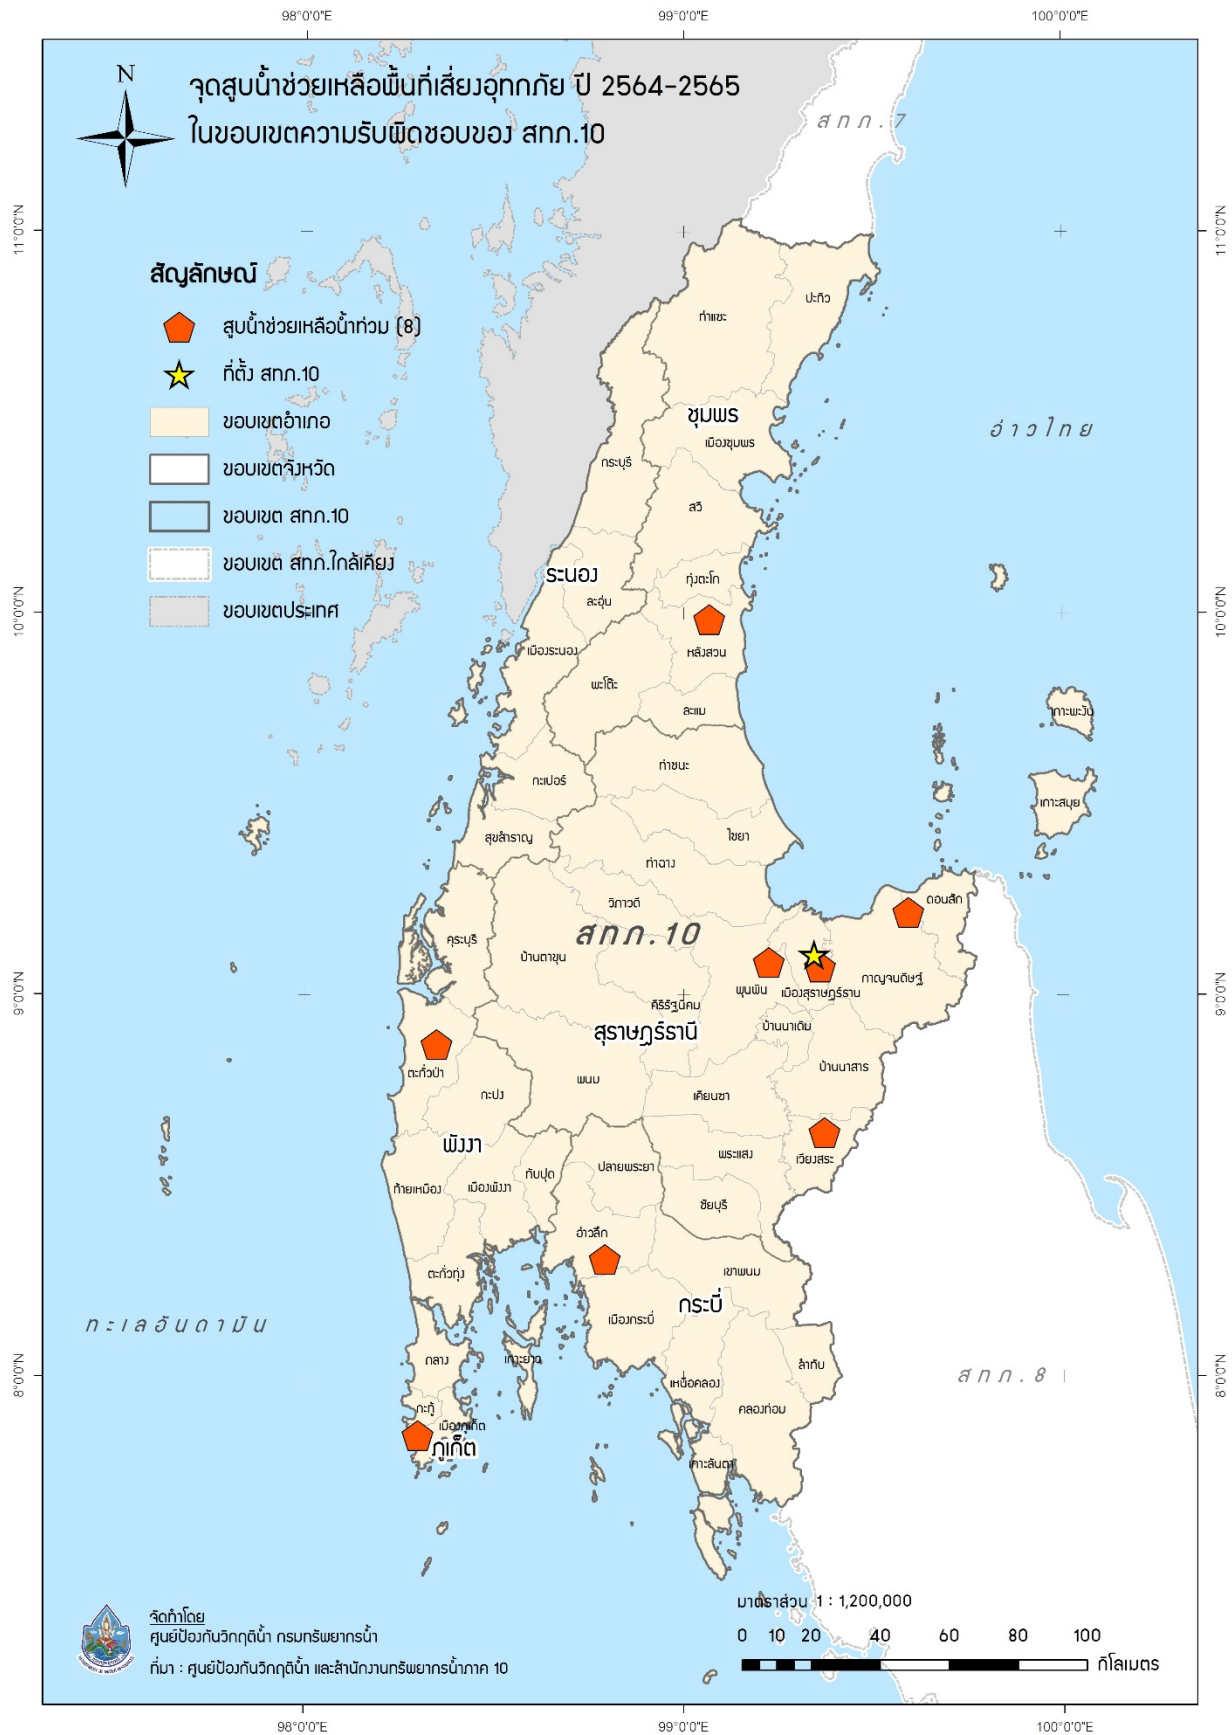 98°0'0"E
99°0'0"E
100°0'0"E
N
จุดสูบน้ำช่วยเหลือพื้นที่เสี่ยงอุทกภัย ปี 2564-2565
ในขอบเขตความรับผิดชอบของ สทภ.10
สทภ.7
11°0'0"N
11°0'0"N
สัญลักษณ์
สูบน้ำช่วยเหลือน้ำท่วม (8)
ที่ตั้ง สทภ.10
ขอบเขตอำเภอ
ขอบเขตจังหวัด
ขอบเขต สทภ.10
ขอบเขต สทภ.ใกล้เคียง
ขอบเขตประเทศ
ปะทิว
ท่าแซะ
ชุมพร
เมืองชุมพร
อ่าวไทย
กระบุรี
สวี
ทุ่งตะโก
ระนอง
ละอุ่น
10°0'0"N
10°0'0"N
เมืองระนอง
หลังสวน
พะโต๊ะ
ละแม
เกาะพะงัน
ท่าชนะ
กะเปอร์
เกาะสมุย
สุขสำราญ
ไชยา
ท่าฉาง
วิภาวดี
ดอนสัก
สทภ.10
คุระบุรี
บ้านตาขุน
กาญจนดิษฐ์
พุนพิน
เมืองสุราษฎร์ธาน
9°0'0"N
9°0'0"N
คีรีรัฐนิคม
สุราษฎร์ธานี
บ้านนาเดิม
บ้านนาสาร
ตะกั่วป่า
พนม
กะปง
เคียนซา
พังงา
พระแสง
เวียงสระ
ปลายพระยา
ทับปุด
ท้ายเหมือง
เมืองพังงา
ชัยบุรี
อ่าวลึก
ตะกั่วทุ่ง
เขาพนม
กระบี่
เมืองกระบี่
ทะเลอันดามัน
ถลาง
เกาะยาว
ลำทับ
8°0'0"N
8°0'0"N
สทภ.8
เหนือคลอง
กะทู้
คลองท่อม
เมืองภูเก็ต
ภูเก็ต
เกาะลันตา
จัดทำโดย
ศูนย์ป้องกันวิกฤติน้ำ กรมทรัพยากรน้ำ
ที่มา : ศูนย์ป้องกันวิกฤติน้ำ และสำนักงานทรัพยากรน้ำภาค 10
มาตราส่วน 1 : 1,200,000
0 10 20 40 60 80 100
กิโลเมตร
98°0'0"E
99°0'0"E
100°0'0"E